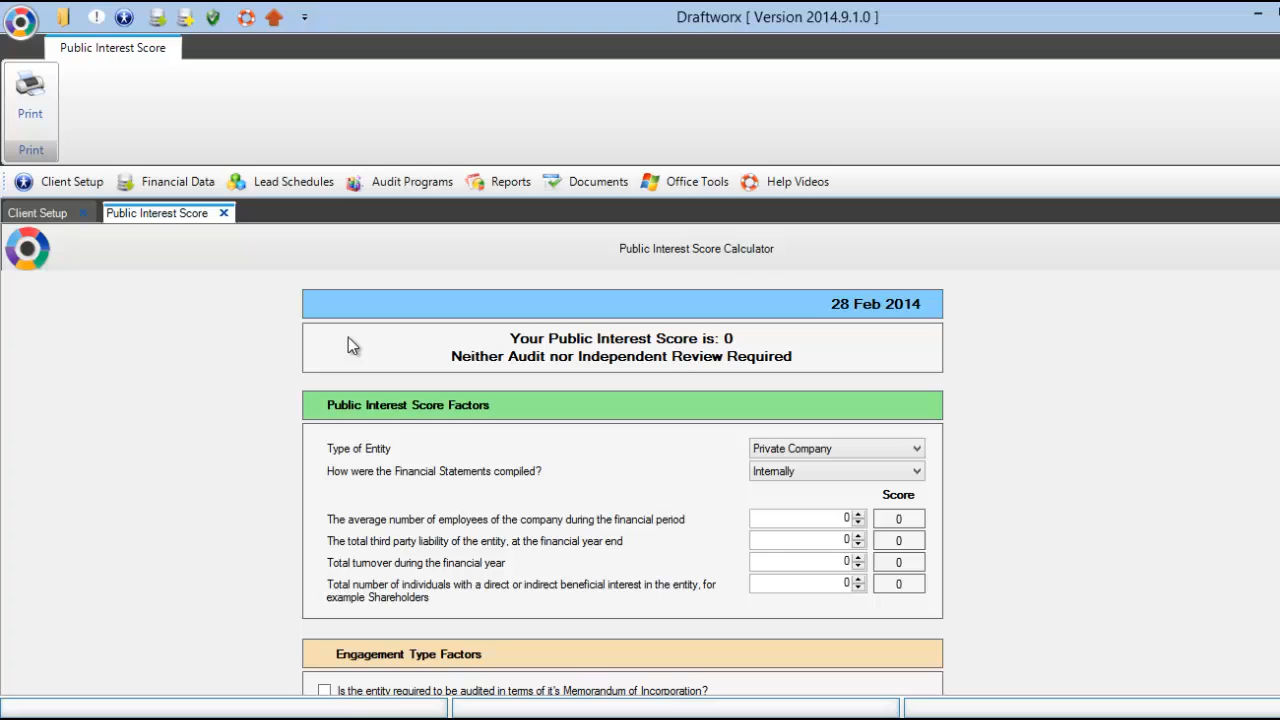 Draftworx [ Version 2014.9.1.0 ]
Public Interest Score
Print
Print
Client Setup Financial Data Lead Schedules Audit Programs Reports Documents Office Tools Help Videos
Client Setup Public Interest Score
Public Interest Score Calculator
28 Feb 2014
Your Public Interest Score is: 0
Neither Audit nor Independent Review Required
Public Interest Score Factors
Type of Entity Private Company
How were the Financial Statements compiled? Internally
Score
The average number of employees of the company during the financial period 0 0
The total third party liability of the entity, at the financial year end 0 0
Total turnover during the financial year 0 0
Total number of individuals with a direct or indirect beneficial interest in the entity, for 0 0
example Shareholders
Engagement Type Factors
Is the entity required to be audited in terms of it's Memorandum of Incorporation?